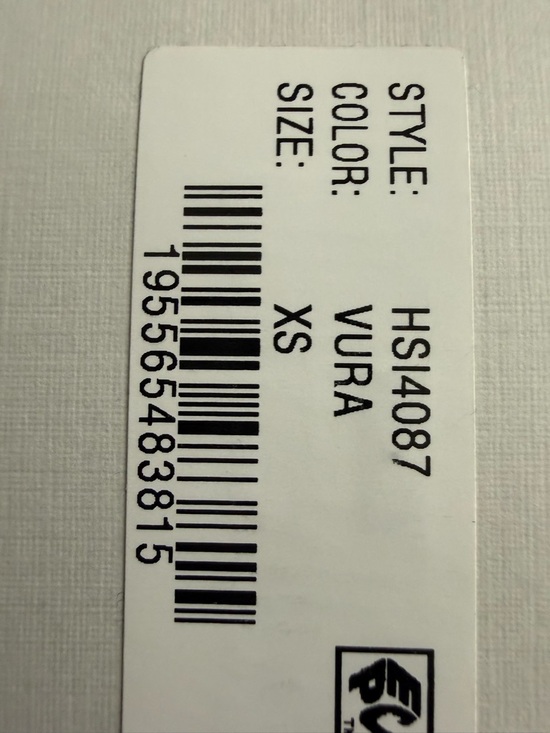 STYLE: HSI4087
COLOR: VURA
SIZE: XS
195565483815